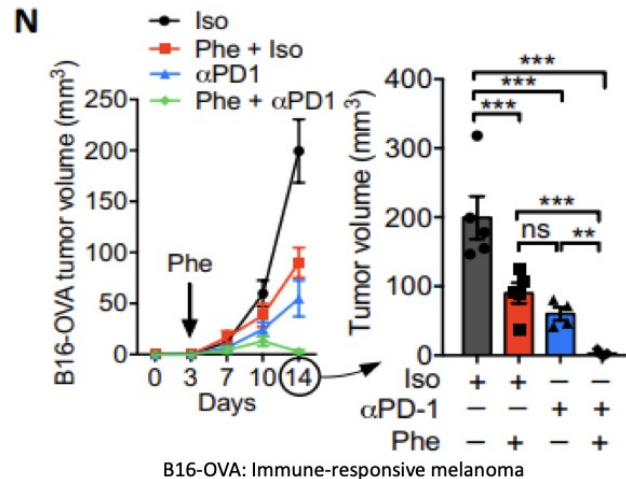 N
Iso
Phe + Iso
αPD1
Phe + αPD1
B16-OVA tumor volume (mm³)
250
200
150
100
50
0
Phe
0 3 7 10 14
Days
Tumor volume (mm³)
400
300
200
100
0
***
***
***
***
ns
**
Iso + + – –
αPD-1 – – + +
Phe – + – +
B16-OVA: Immune-responsive melanoma